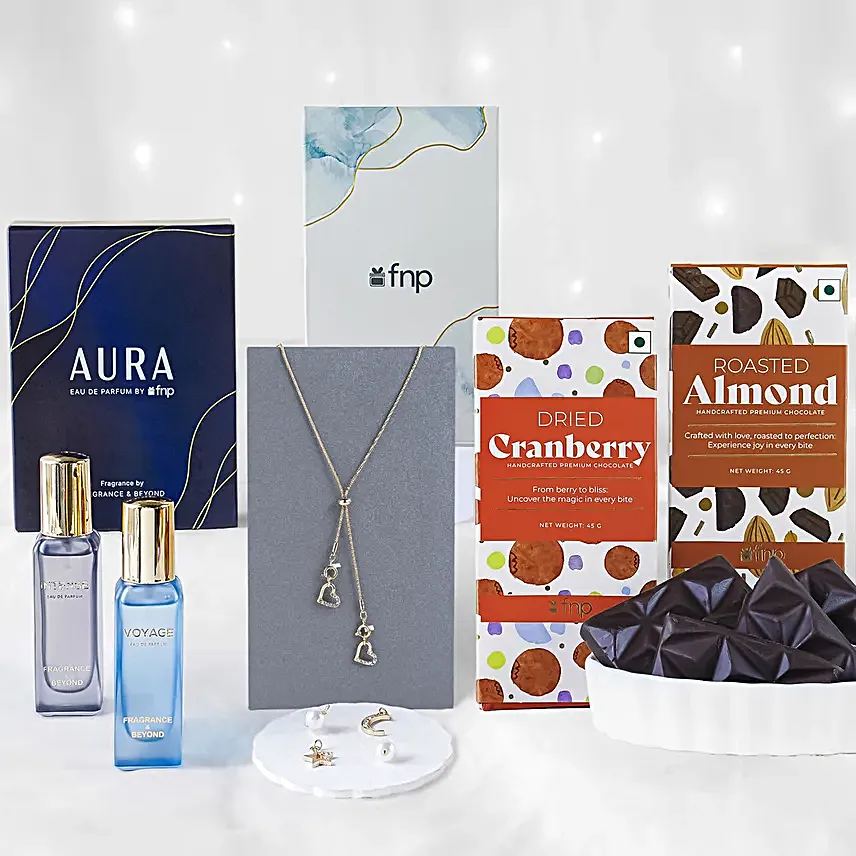 fnp
AURA
EAU DE PARFUM BY fnp
Fragrance by
GRANCE & BEYOND
EAU DE PARFUM
FRAGRANCE
&
BEYOND
VOYAGE
EAU DE PARFUM
FRAGRANCE
&
BEYOND
DRIED
Cranberry
HANDCRAFTED PREMIUM CHOCOLATE
From berry to bliss:
Uncover the magic in every bite
NET WEIGHT: 45 G
fnp
ROASTED
Almond
HANDCRAFTED PREMIUM CHOCOLATE
Crafted with love, roasted to perfection:
Experience joy in every bite
NET WEIGHT: 45 G
fnp